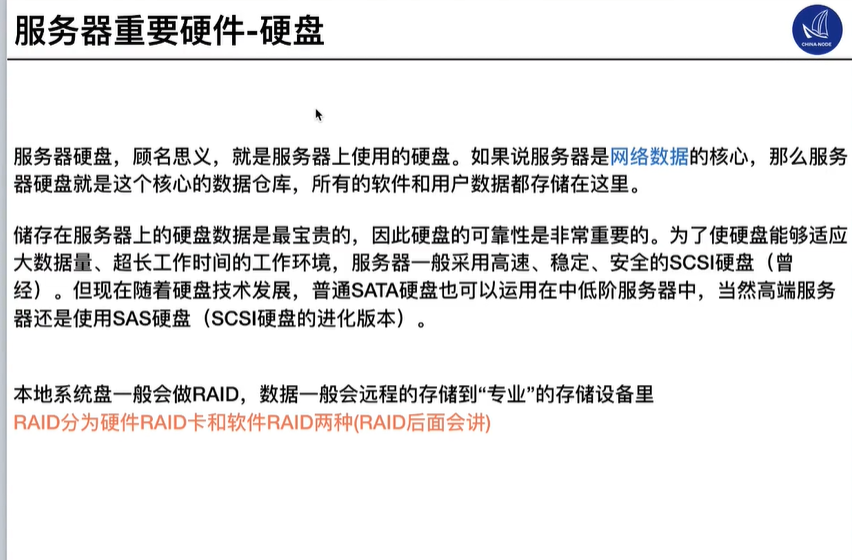 服务器重要硬件-硬盘
CHINA NODE
服务器硬盘，顾名思义，就是服务器上使用的硬盘。如果说服务器是网络数据的核心，那么服务
器硬盘就是这个核心的数据仓库，所有的软件和用户数据都存储在这里。
储存在服务器上的硬盘数据是最宝贵的，因此硬盘的可靠性是非常重要的。为了使硬盘能够适应
大数据量、超长工作时间的工作环境，服务器一般采用高速、稳定、安全的SCSI硬盘（曾
经）。但现在随着硬盘技术发展，普通SATA硬盘也可以运用在中低阶服务器中，当然高端服务
器还是使用SAS硬盘（SCSI硬盘的进化版本）。
本地系统盘一般会做RAID，数据一般会远程的存储到“专业”的存储设备里
RAID分为硬件RAID卡和软件RAID两种(RAID后面会讲)